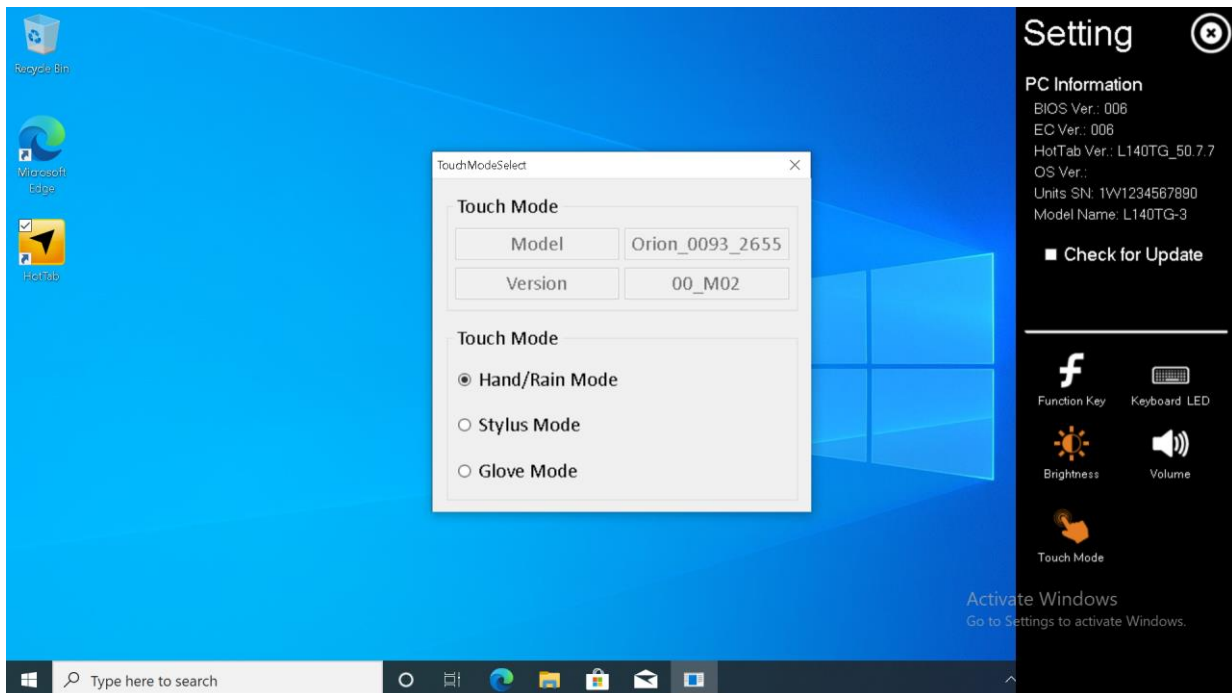 Recycle Bin
Microsoft
Edge
HotTab
TouchModeSelect
Touch Mode
Model
Orion_0093_2655
Version
00_M02
Touch Mode
Hand/Rain Mode
Stylus Mode
Glove Mode
Setting
PC Information
BIOS Ver.: 006
EC Ver.: 006
HotTab Ver.: L140TG_50.7.7
OS Ver.:
Units SN: 1W1234567890
Model Name: L140TG-3
Check for Update
Function Key
Keyboard LED
Brightness
Volume
Touch Mode
Activate Windows
Go to Settings to activate Windows.
Type here to search